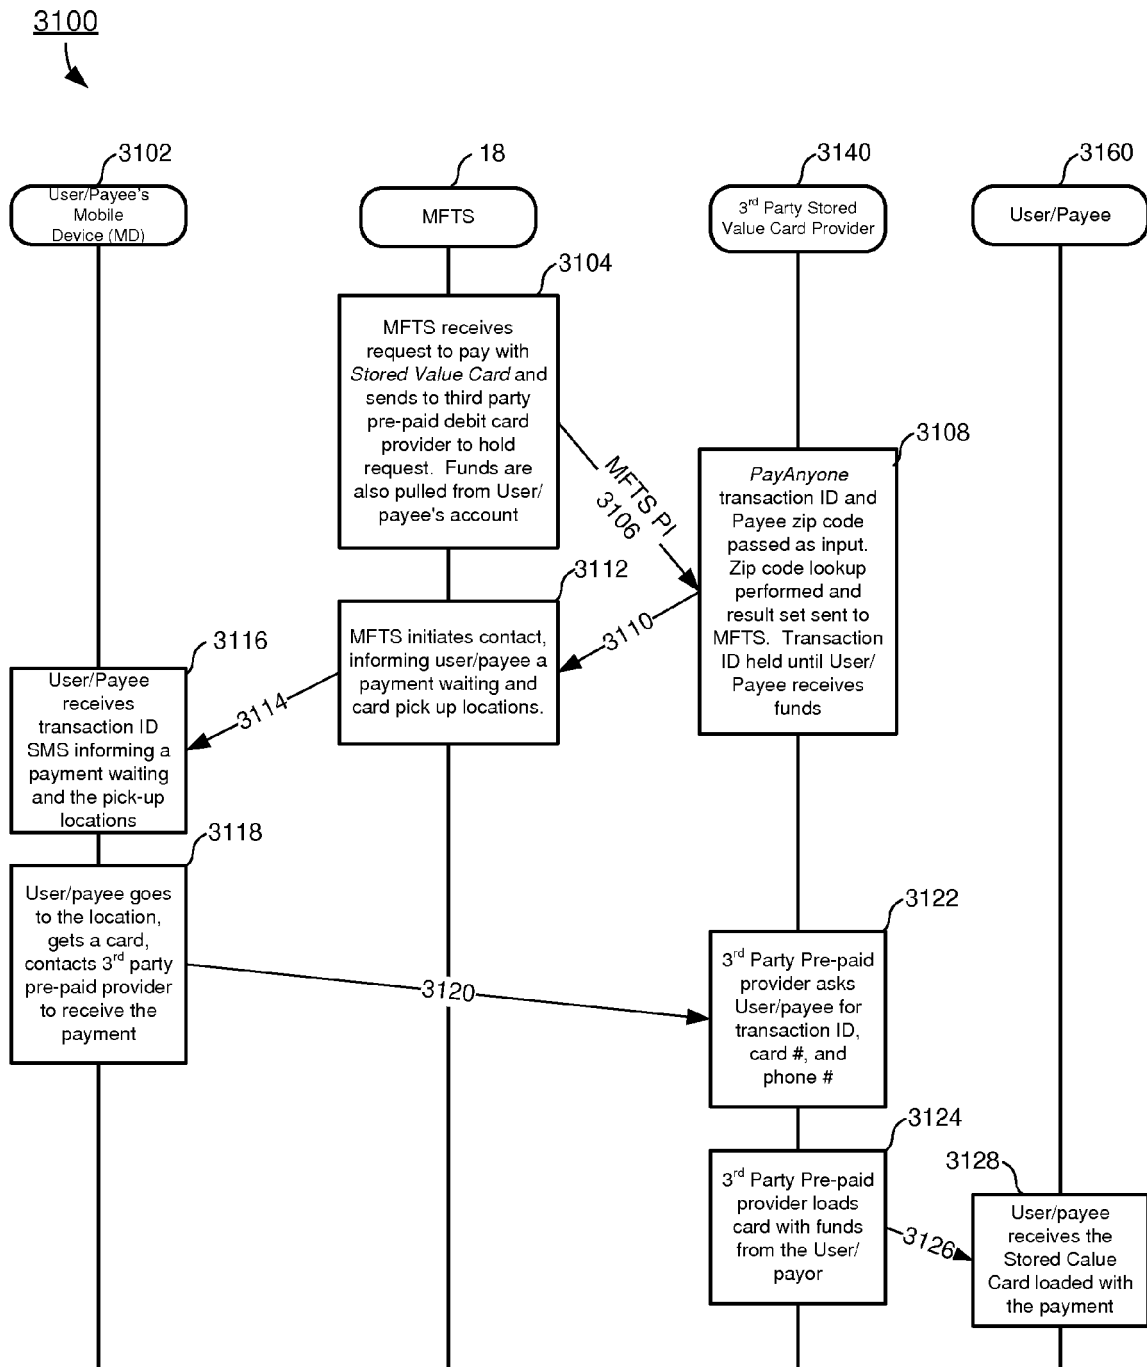 3100
3102
User/Payee's
Mobile
Device (MD)
18
MFTS
3140
3rd Party Stored
Value Card Provider
3160
User/Payee
3104
MFTS receives
request to pay with
Stored Value Card and
sends to third party
pre-paid debit card
provider to hold
request. Funds are
also pulled from User/
payee's account
MFTS PI
3106
3108
PayAnyone
transaction ID and
Payee zip code
passed as input.
Zip code lookup
performed and
result set sent to
MFTS. Transaction
ID held until User/
Payee receives
funds
3110
3112
MFTS initiates contact,
informing user/payee a
payment waiting and
card pick up locations.
3114
3116
User/Payee
receives
transaction ID
SMS informing a
payment waiting
and the pick-up
locations
3118
User/payee goes
to the location,
gets a card,
contacts 3rd party
pre-paid provider
to receive the
payment
3120
3122
3rd Party Pre-paid
provider asks
User/payee for
transaction ID,
card #, and
phone #
3124
3rd Party Pre-paid
provider loads
card with funds
from the User/
payor
3126
3128
User/payee
receives the
Stored Calue
Card loaded with
the payment